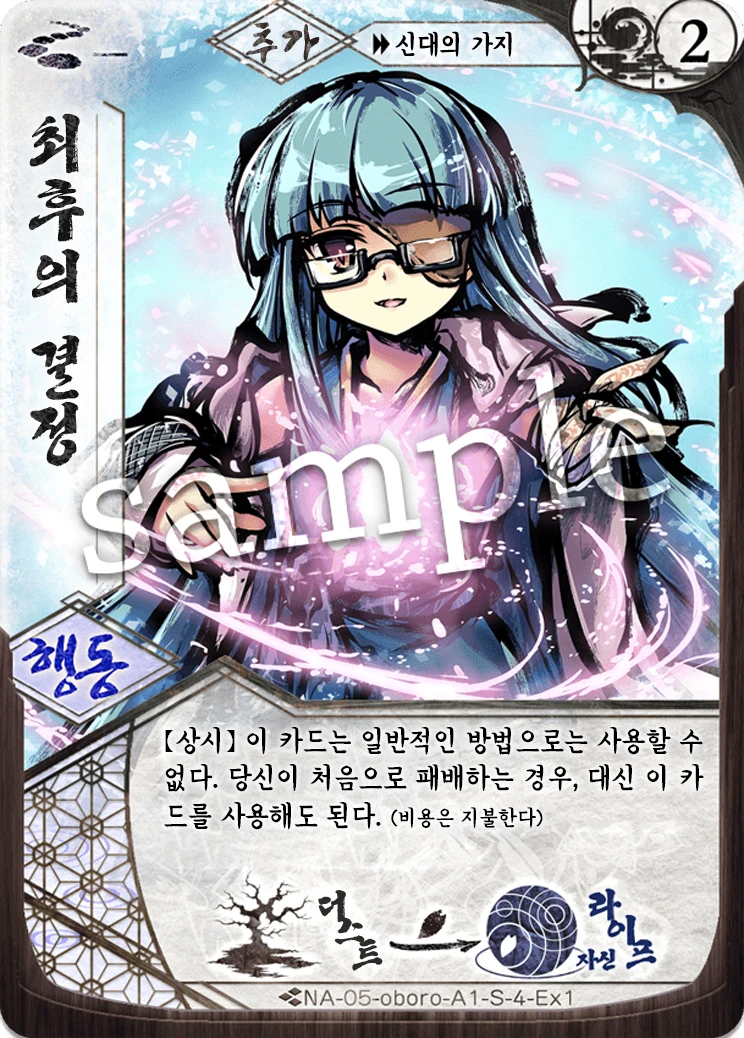 추가
▶▶신대의 가지
2
최후의 결정
sample
행동
【상시】 이 카드는 일반적인 방법으로는 사용할 수
없다. 당신이 처음으로 패배하는 경우, 대신 이 카
드를 사용해도 된다. (비용은 지불한다)
더스트
라이프
자신
NA-05-oboro-A1-S-4-Ex1